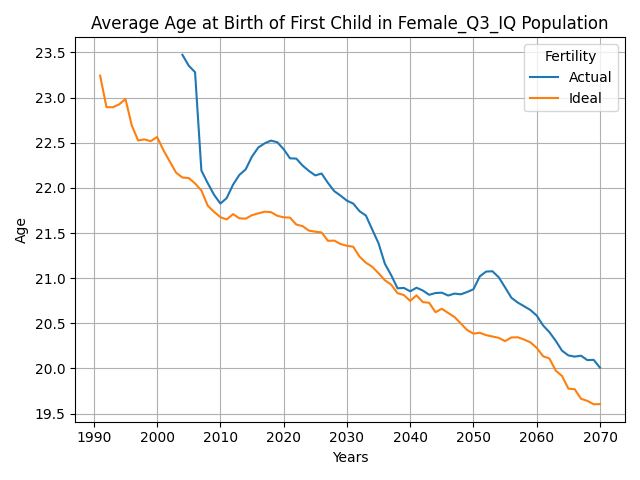 Average Age at Birth of First Child in Female_Q3_IQ Population
Fertility
Actual
Ideal
Age
23.5
23.0
22.5
22.0
21.5
21.0
20.5
20.0
19.5
1990 2000 2010 2020 2030 2040 2050 2060 2070
Years